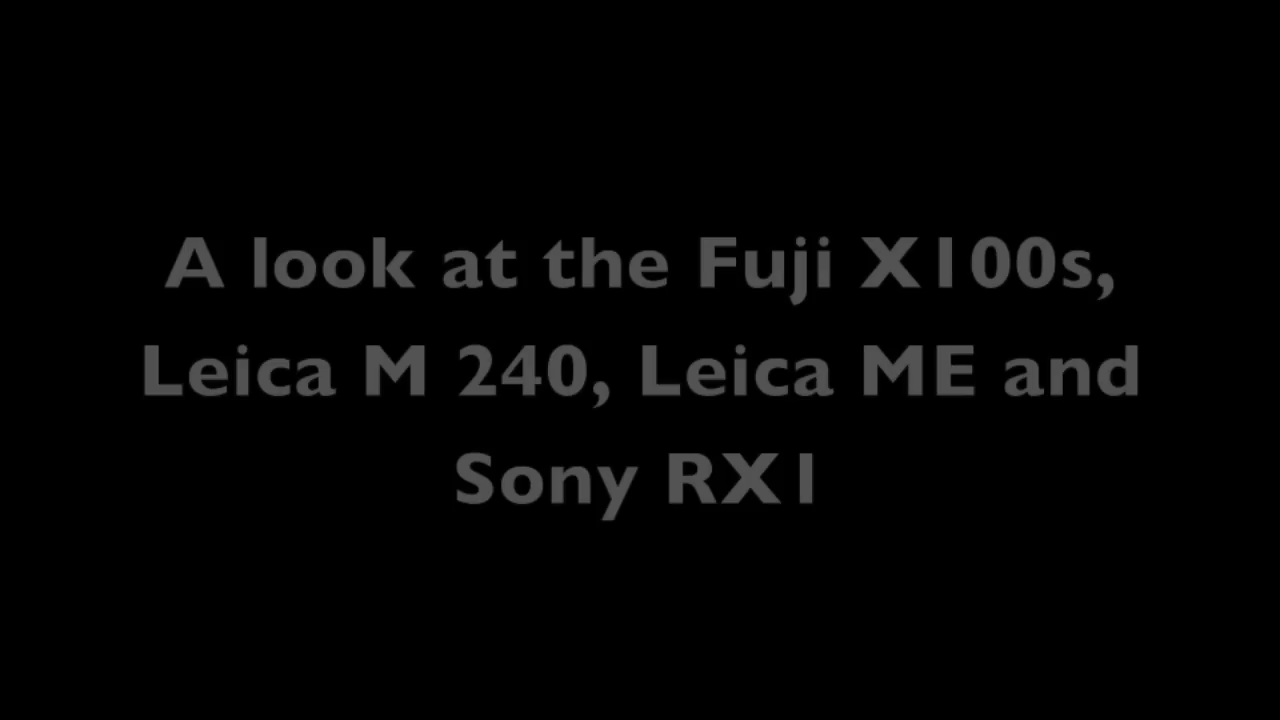 A look at the Fuji X100s,
Leica M 240, Leica ME and
Sony RX1